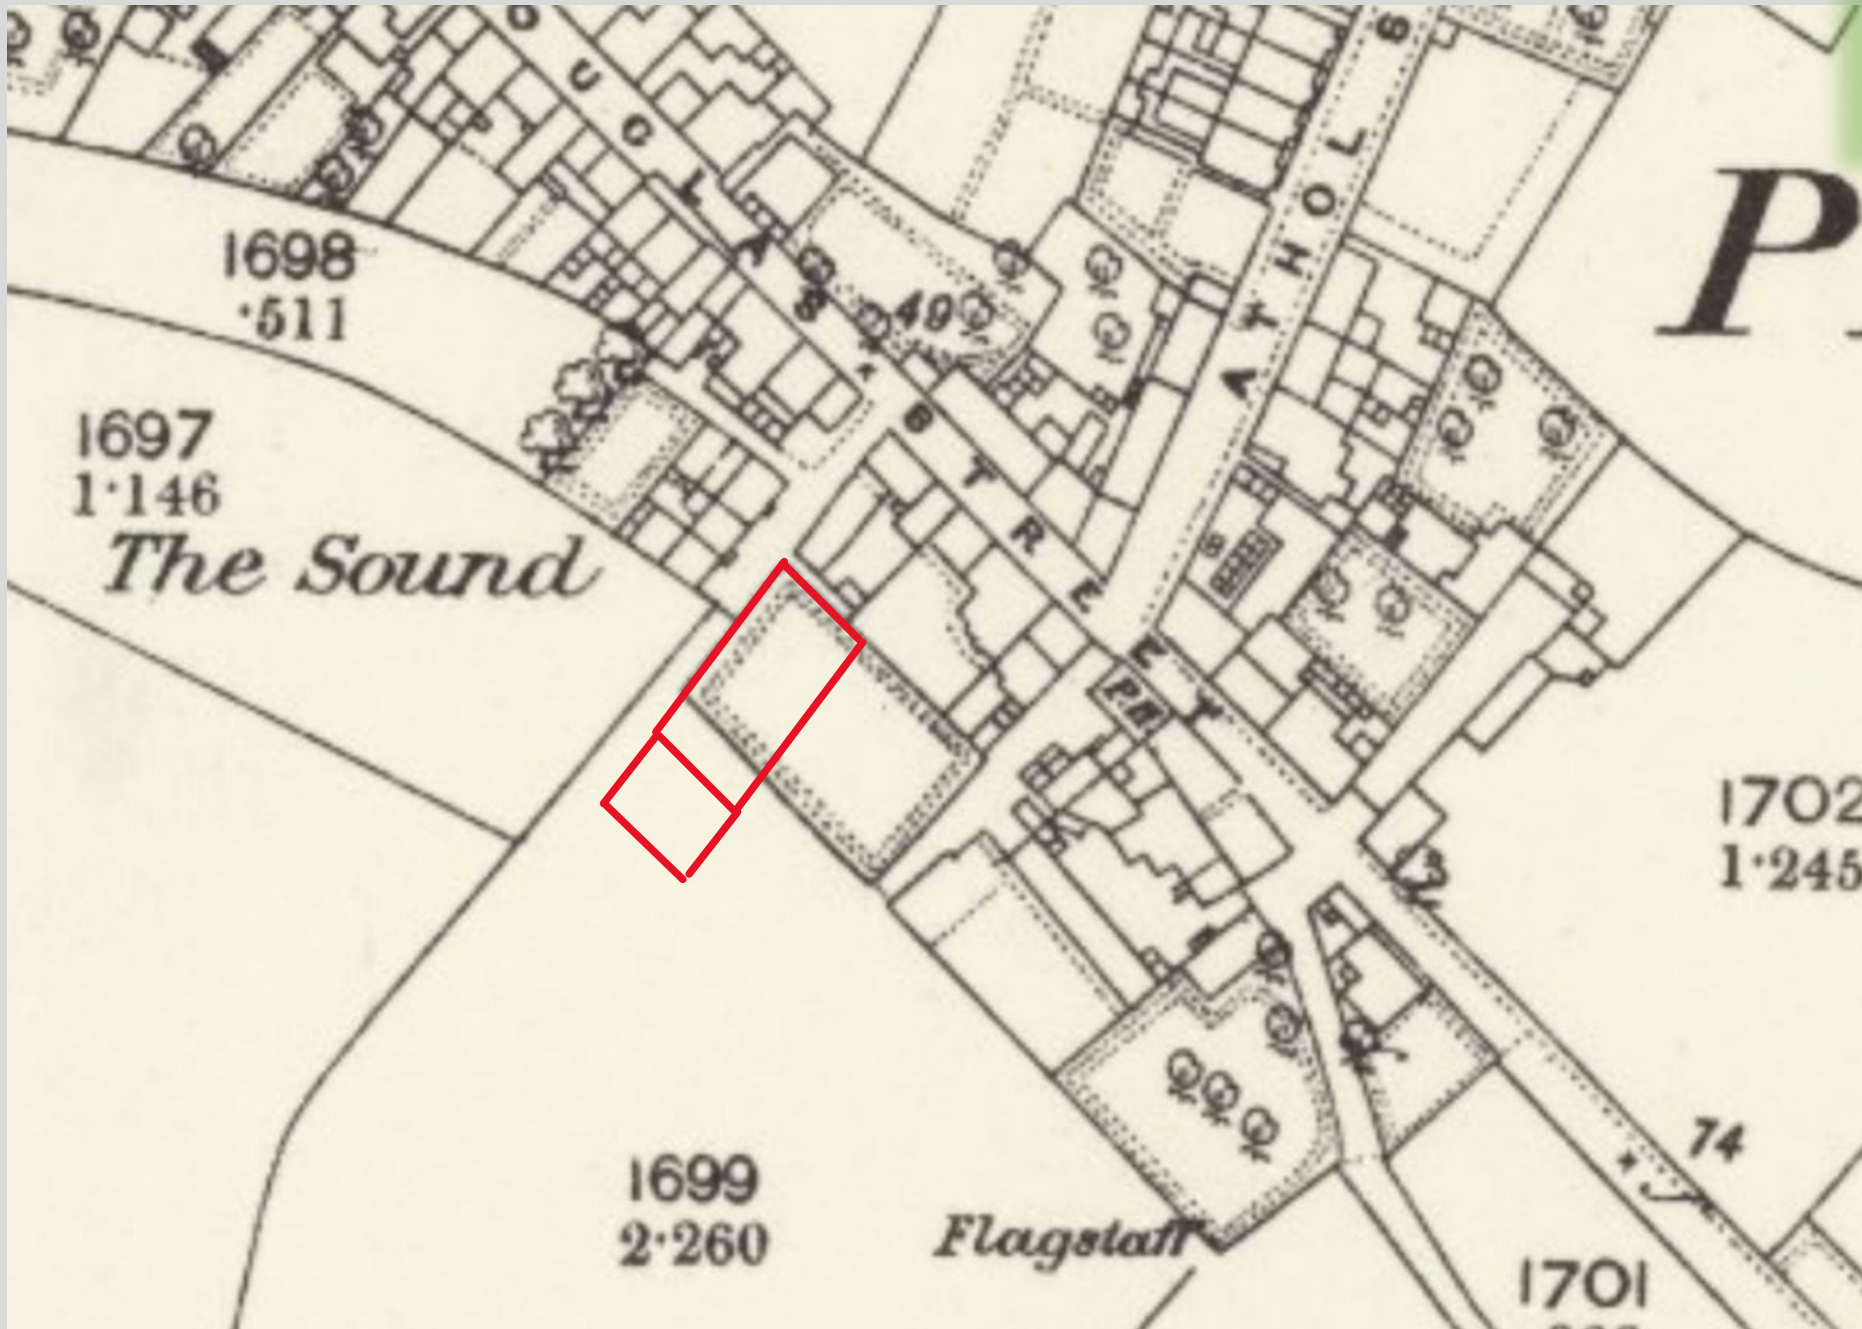 DOUGLAS STREET
ATHOL S
1698
·511
49
1697
1·146
The Sound
P.H.
P
1702
1·245
74
1699
2·260
Flagstaff
1701